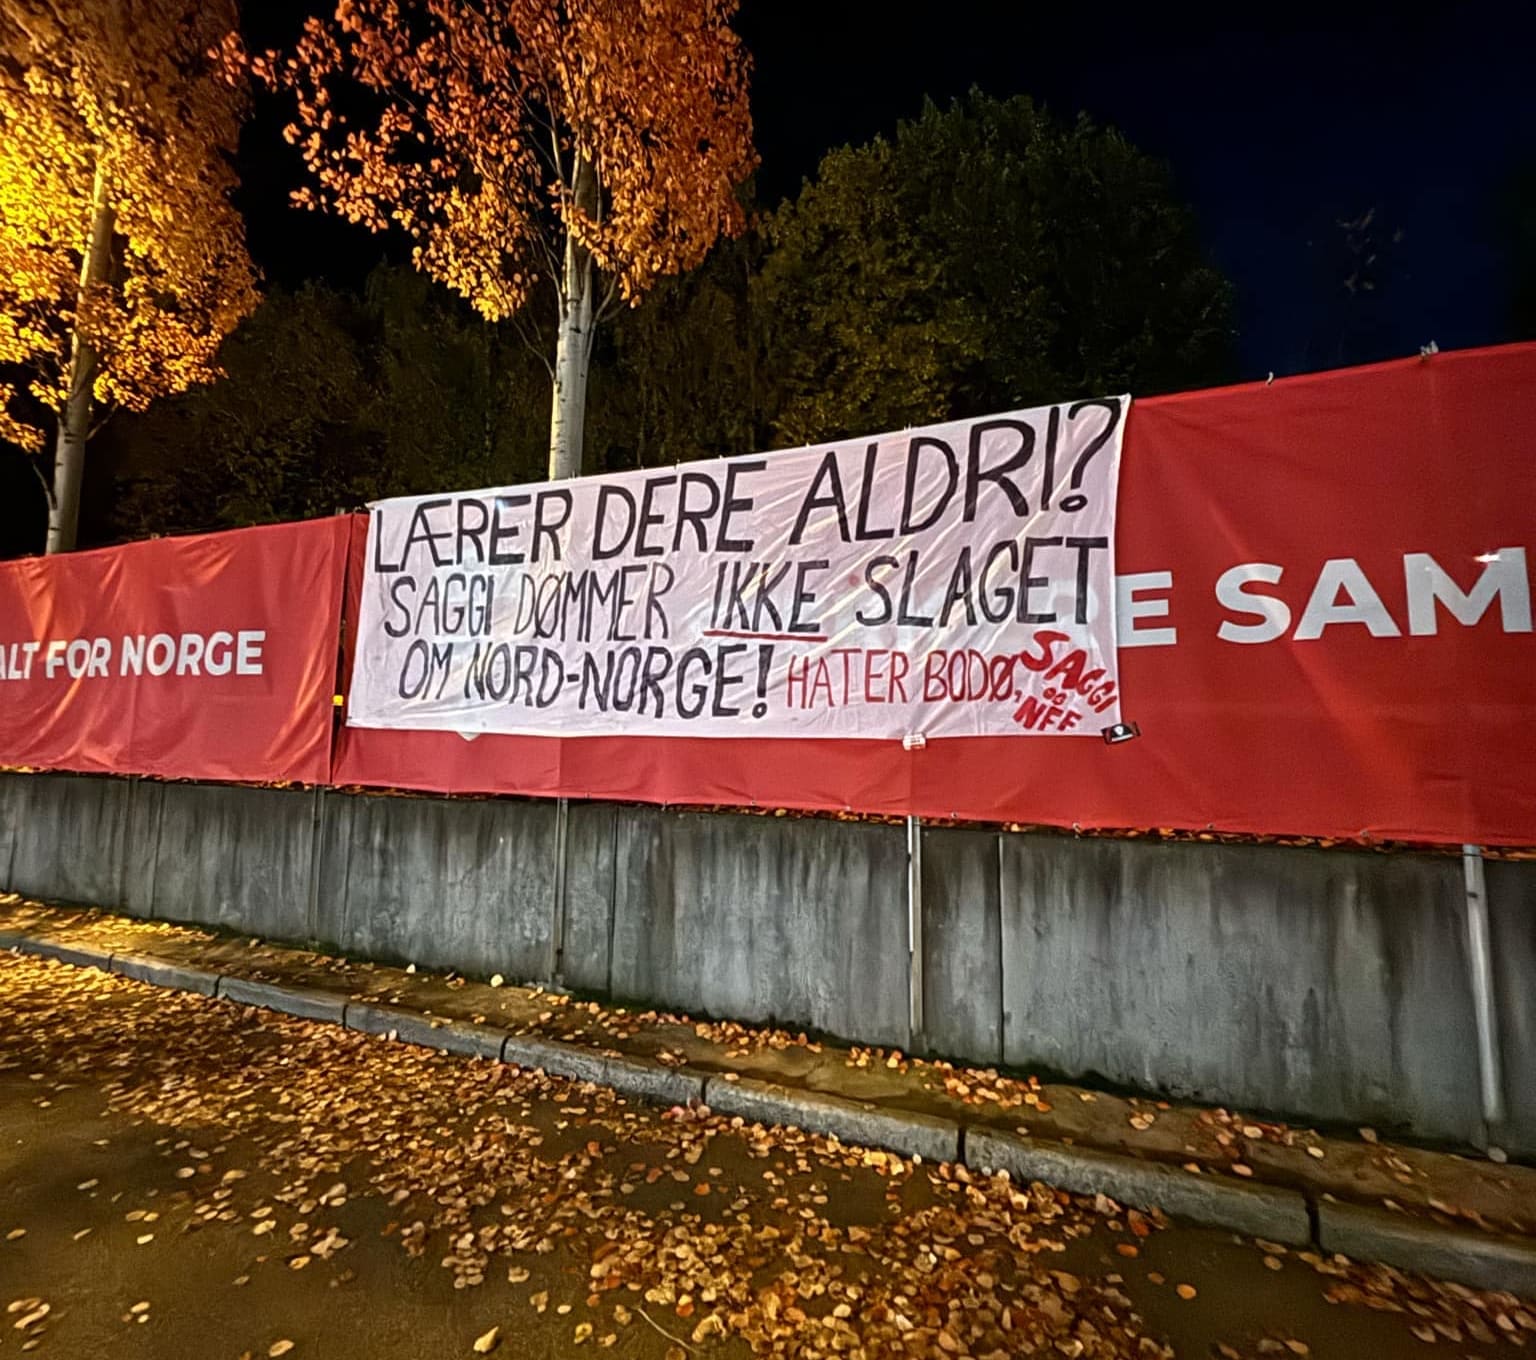 LÆRER DERE ALDRI?
SAGGI DØMMER IKKE SLAGET
OM NORD-NORGE! HATER BODØ,
SAGGI
OG
NFF
ALT FOR NORGE
E SAM